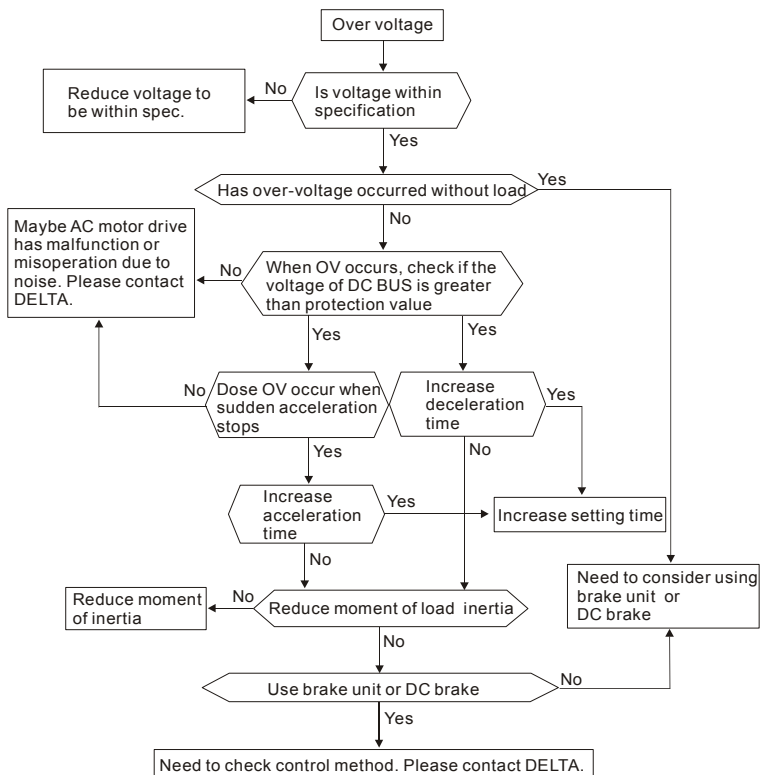 Over voltage
Reduce voltage to
be within spec.
No
Is voltage within
specification
Yes
Has over-voltage occurred without load
Yes
No
Maybe AC motor drive
has malfunction or
misoperation due to
noise. Please contact
DELTA.
No
When OV occurs, check if the
voltage of DC BUS is greater
than protection value
Yes
Yes
No
Dose OV occur when
sudden acceleration
stops
Increase
deceleration
time
Yes
Yes
No
Increase
acceleration
time
Yes
Increase setting time
No
Reduce moment
of inertia
No
Reduce moment of load inertia
Need to consider using
brake unit or
DC brake
No
Use brake unit or DC brake
No
Yes
Need to check control method. Please contact DELTA.